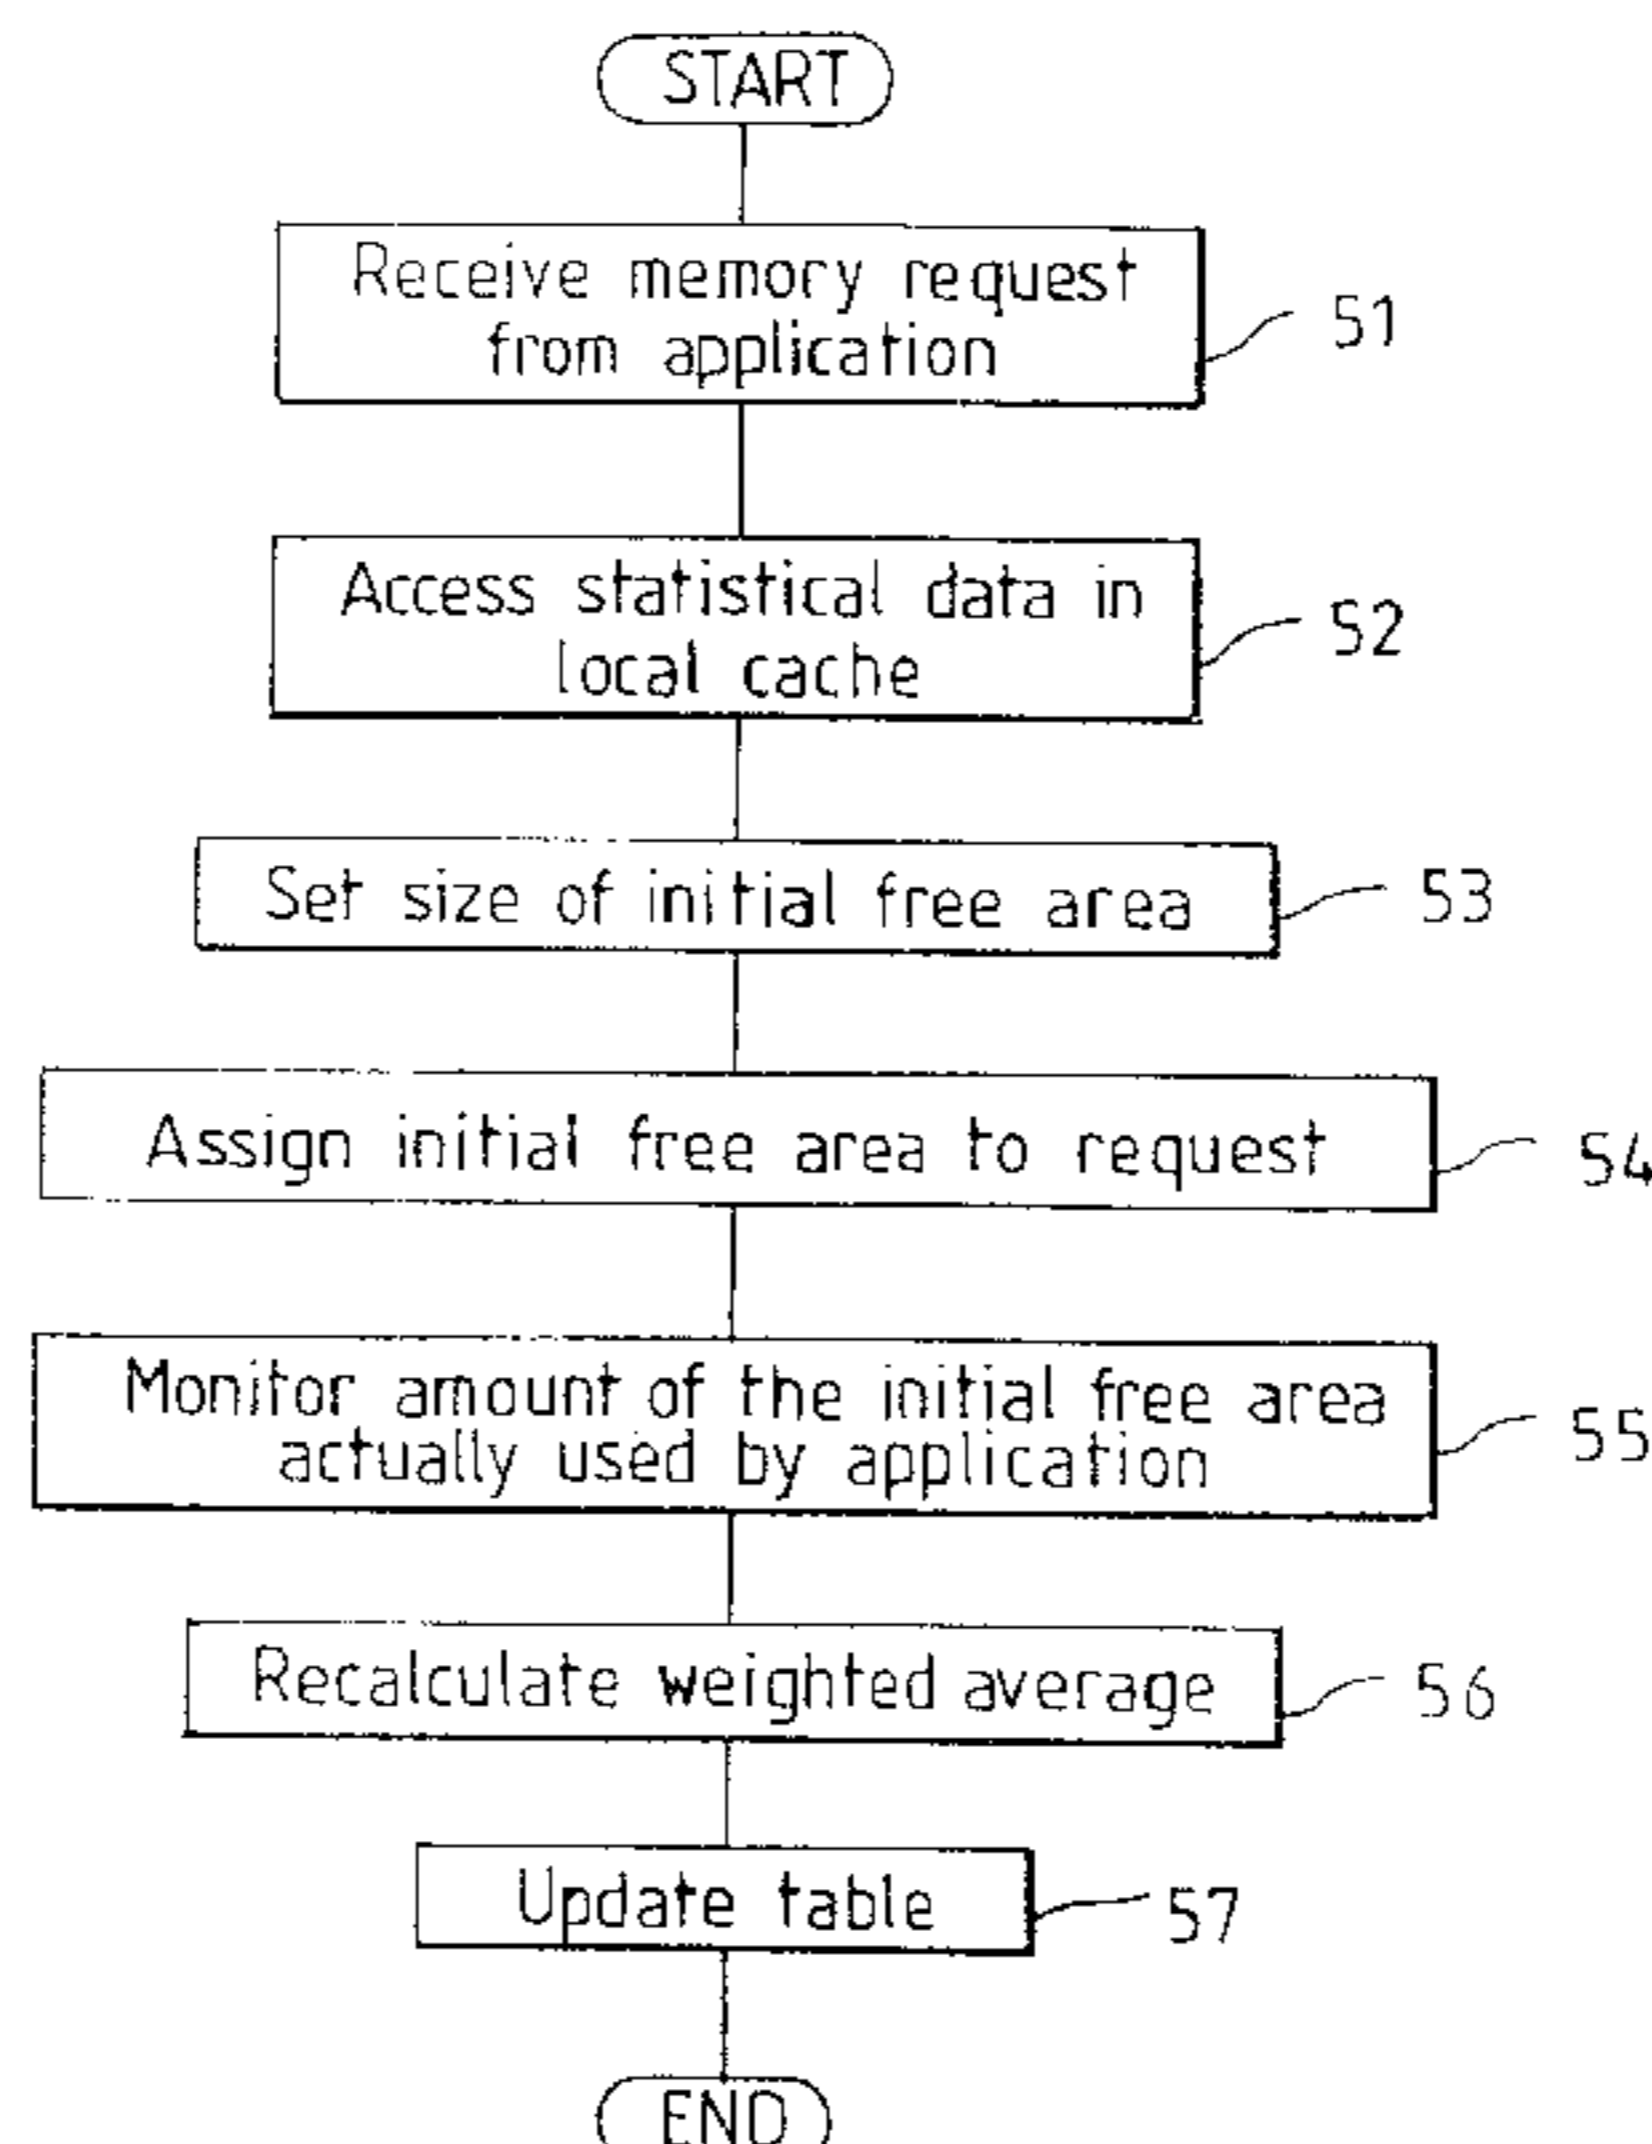 START
Receive memory request
from application
51
Access statistical data in
local cache
52
Set size of initial free area
53
Assign initial free area to request
54
Monitor amount of the initial free area
actually used by application
55
Recalculate weighted average
56
Update table
57
END